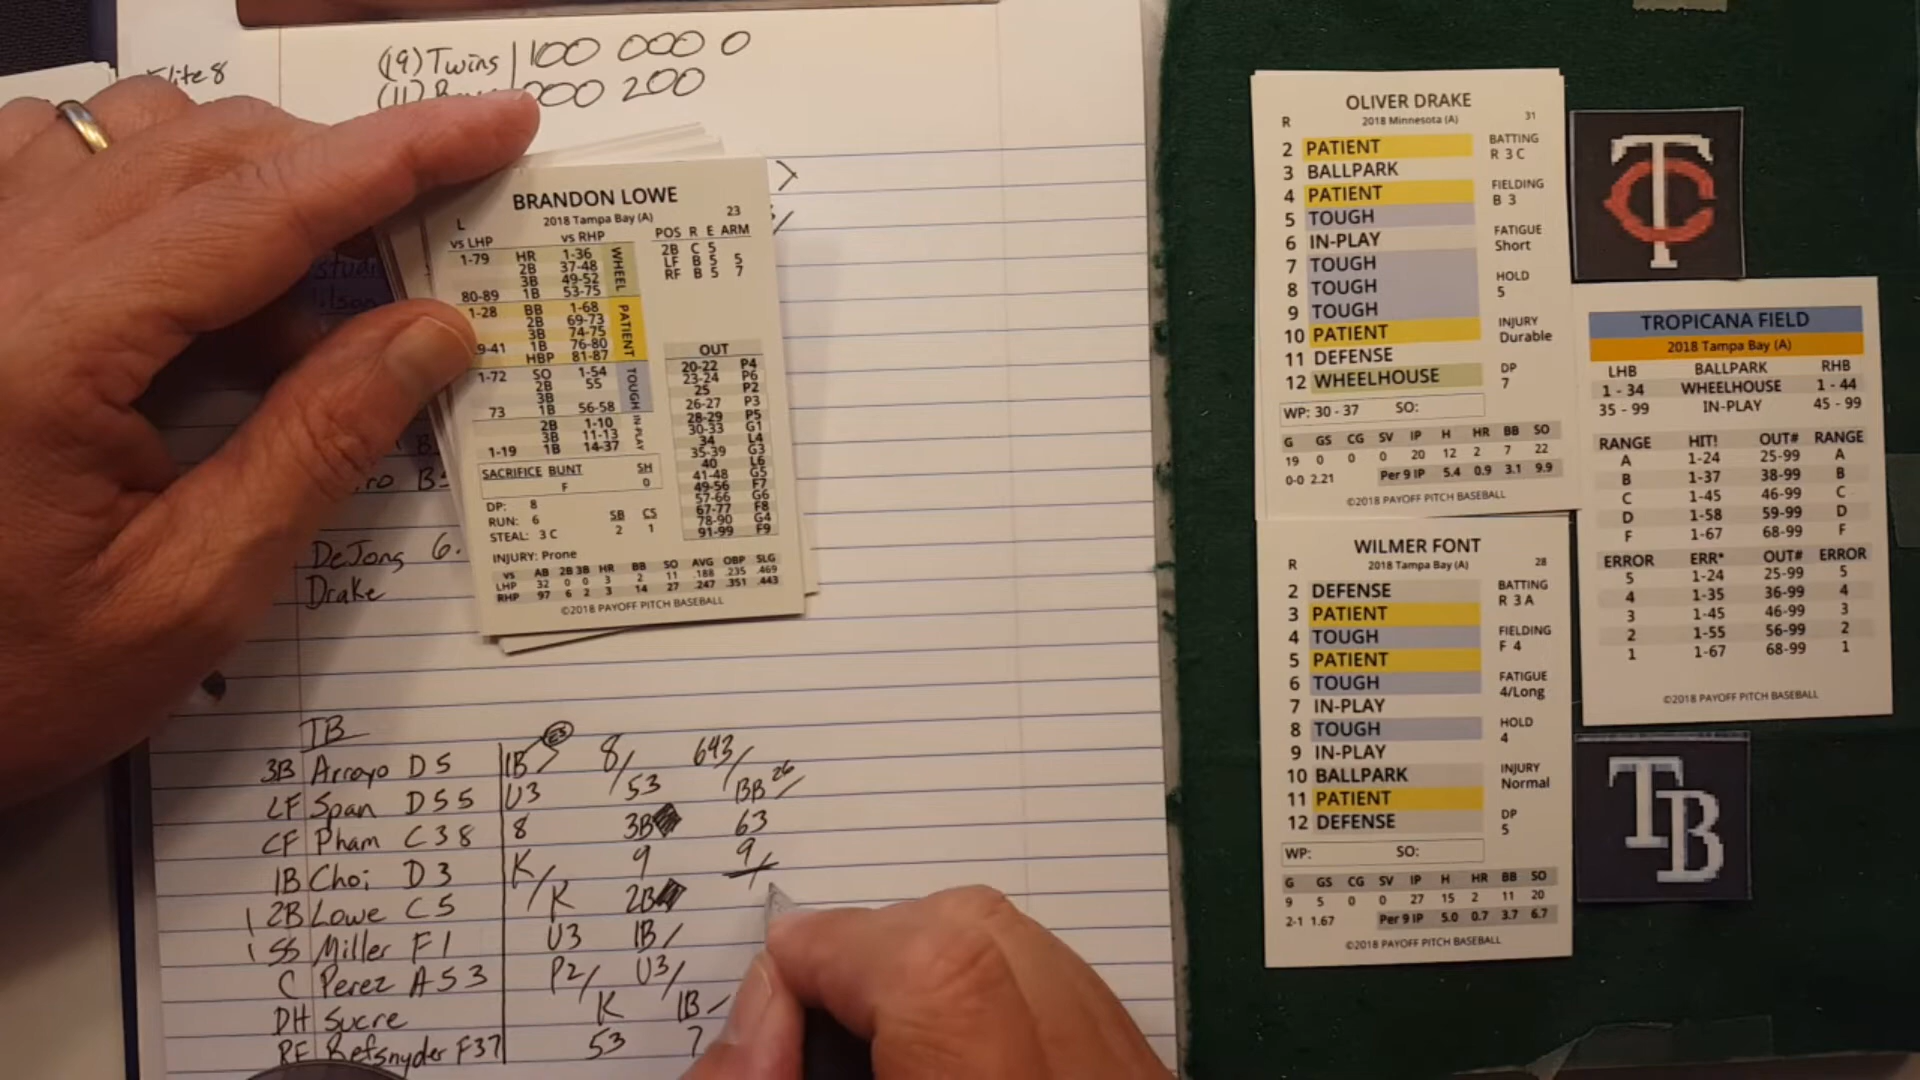 (19) Twins | 100 000 0
(11) 000 200
BRANDON LOWE
2018 Tampa Bay (A) 23
L
vs LHP vs RHP WHEEL
1-79 HR 1-36
2B 37-48
3B 49-52
80-89 1B 53-75
1-28 BB 1-68 PATIENT
2B 69-73
3B 74-75
1B 76-80
HBP 81-87
1-72 SO 1-54 TOUGH
2B 55
3B
73 1B 56-58
2B 1-10 IN-PLAY
3B 11-13
1-19 1B 14-37
POS R E ARM
2B C 5
LF B 5 5
RF B 5 7
OUT
20-22 P4
23-24 P6
25 P2
26-27 P3
28-29 P5
30-33 G1
34 L4
35-39 G3
40 L6
41-48 G5
49-56 F7
57-66 G6
67-77 F8
78-90 G4
91-99 F9
SACRIFICE BUNT SH
F 0
DP: 8
RUN: 6 SB CS
STEAL: 3 C 2 1
INJURY: Prone
vs AB 2B 3B HR BB SO AVG OBP SLG
LHP 32 0 0 3 2 11 .188 .235 .469
RHP 97 6 2 3 14 27 .247 .351 .443
©2018 PAYOFF PITCH BASEBALL
DeJong 6.
Drake
TB
3B Arroyo D 5 1B E5 8 643
LF Span D 5 5 U3 53 BB 26
CF Pham C 3 8 8 3B 63
1B Choi D 3 K 9 9
1 2B Lowe C 5 K 2B
1 SS Miller F 1 U3 1B
C Perez A 5 3 P2 U3
DH Sucre K 1B
RF Refsnyder F 3 7 53 7
OLIVER DRAKE
R 2018 Minnesota (A) 31
2 PATIENT
3 BALLPARK
4 PATIENT
5 TOUGH
6 IN-PLAY
7 TOUGH
8 TOUGH
9 TOUGH
10 PATIENT
11 DEFENSE
12 WHEELHOUSE
BATTING
R 3 C
FIELDING
B 3
FATIGUE
Short
HOLD
5
INJURY
Durable
DP
7
WP: 30 - 37 SO:
G GS CG SV IP H HR BB SO
19 0 0 0 20 12 2 7 22
0-0 2.21 Per 9 IP 5.4 0.9 3.1 9.9
©2018 PAYOFF PITCH BASEBALL
TC
TROPICANA FIELD
2018 Tampa Bay (A)
LHB BALLPARK RHB
1 - 34 WHEELHOUSE 1 - 44
35 - 99 IN-PLAY 45 - 99
RANGE HIT! OUT# RANGE
A 1-24 25-99 A
B 1-37 38-99 B
C 1-45 46-99 C
D 1-58 59-99 D
F 1-67 68-99 F
ERROR ERR* OUT# ERROR
5 1-24 25-99 5
4 1-35 36-99 4
3 1-45 46-99 3
2 1-55 56-99 2
1 1-67 68-99 1
©2018 PAYOFF PITCH BASEBALL
WILMER FONT
R 2018 Tampa Bay (A) 28
2 DEFENSE
3 PATIENT
4 TOUGH
5 PATIENT
6 TOUGH
7 IN-PLAY
8 TOUGH
9 IN-PLAY
10 BALLPARK
11 PATIENT
12 DEFENSE
BATTING
R 3 A
FIELDING
F 4
FATIGUE
4/Long
HOLD
4
INJURY
Normal
DP
5
WP: SO:
G GS CG SV IP H HR BB SO
9 5 0 0 27 15 2 11 20
2-1 1.67 Per 9 IP 5.0 0.7 3.7 6.7
©2018 PAYOFF PITCH BASEBALL
TB